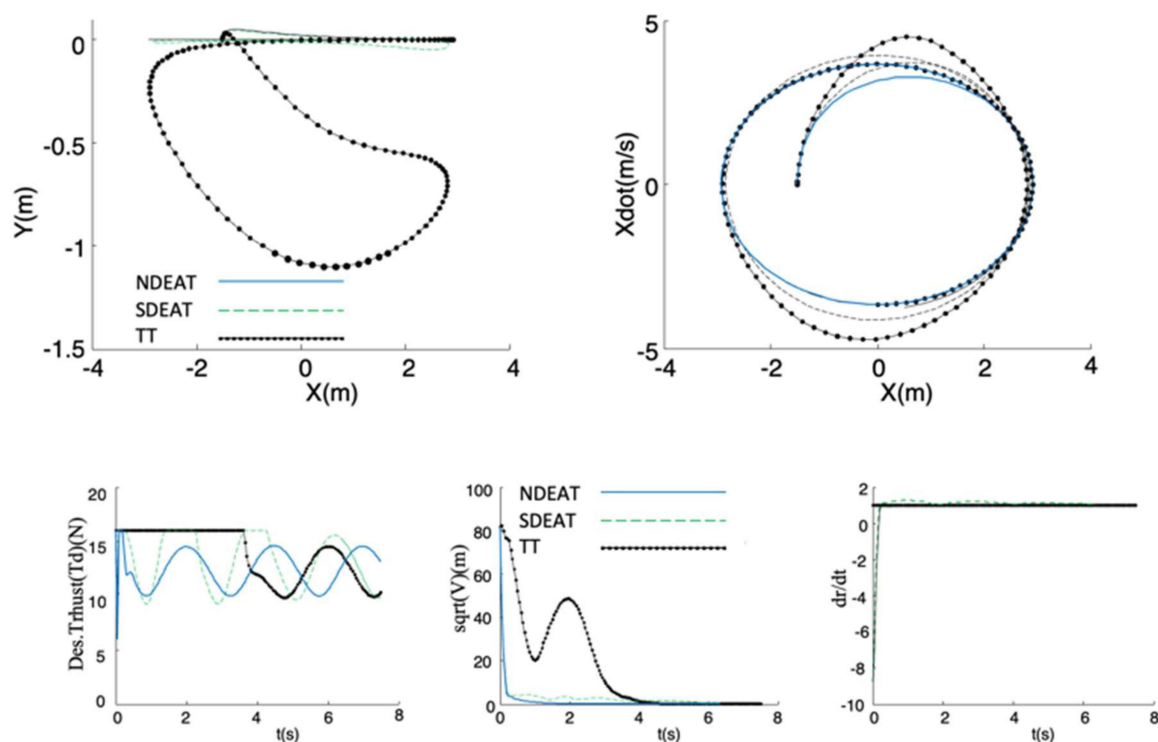 0
-0.5
-1
-1.5
Y(m)
NDEAT
SDEAT
TT
-4 -2 0 2 4
X(m)
5
0
-5
Xdot(m/s)
-4 -2 0 2 4
X(m)
20
15
10
5
0
Des.Trhust(Td)(N)
0 2 4 6 8
t(s)
100
80
60
40
20
0
sqrt(V)(m)
NDEAT
SDEAT
TT
0 2 4 6 8
t(s)
2
0
-2
-4
-6
-8
-10
dr/dt
0 2 4 6 8
t(s)